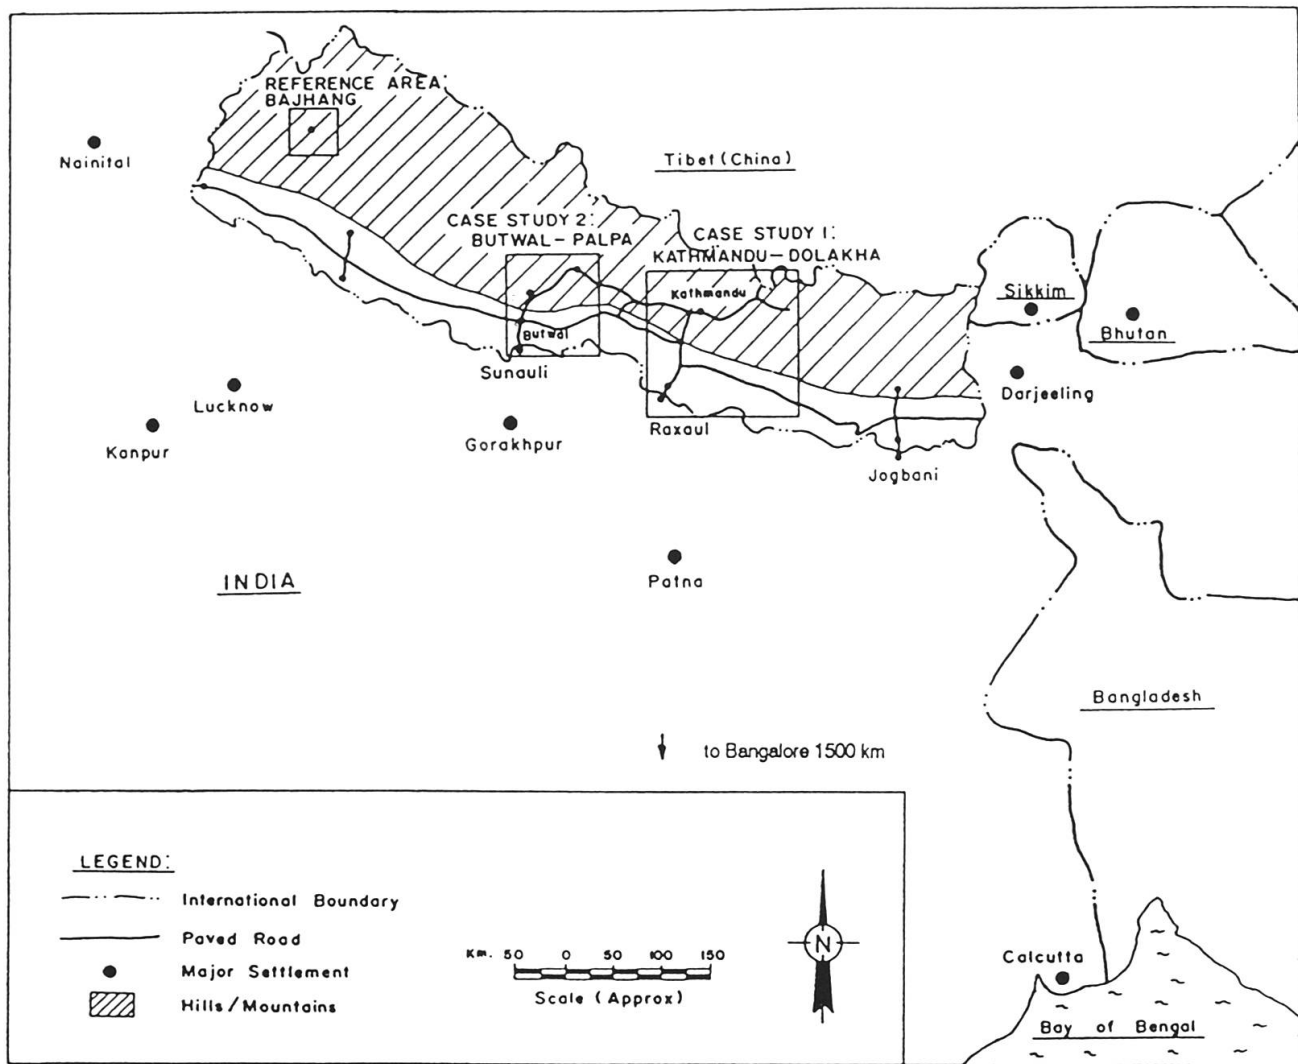 REFERENCE AREA:
BAJHANG
Nainital
Tibet (China)
CASE STUDY 2:
BUTWAL – PALPA
CASE STUDY 1:
KATHMANDU – DOLAKHA
Kathmandu
Sikkim
Bhutan
Butwal
Sunauli
Darjeeling
Lucknow
Kanpur
Gorakhpur
Raxaul
Jogbani
Patna
INDIA
Bangladesh
to Bangalore 1500 km
LEGEND:
International Boundary
Paved Road
Major Settlement
Hills/Mountains
Km. 50 0 50 100 150
Scale (Approx)
N
Calcutta
Bay of Bengal